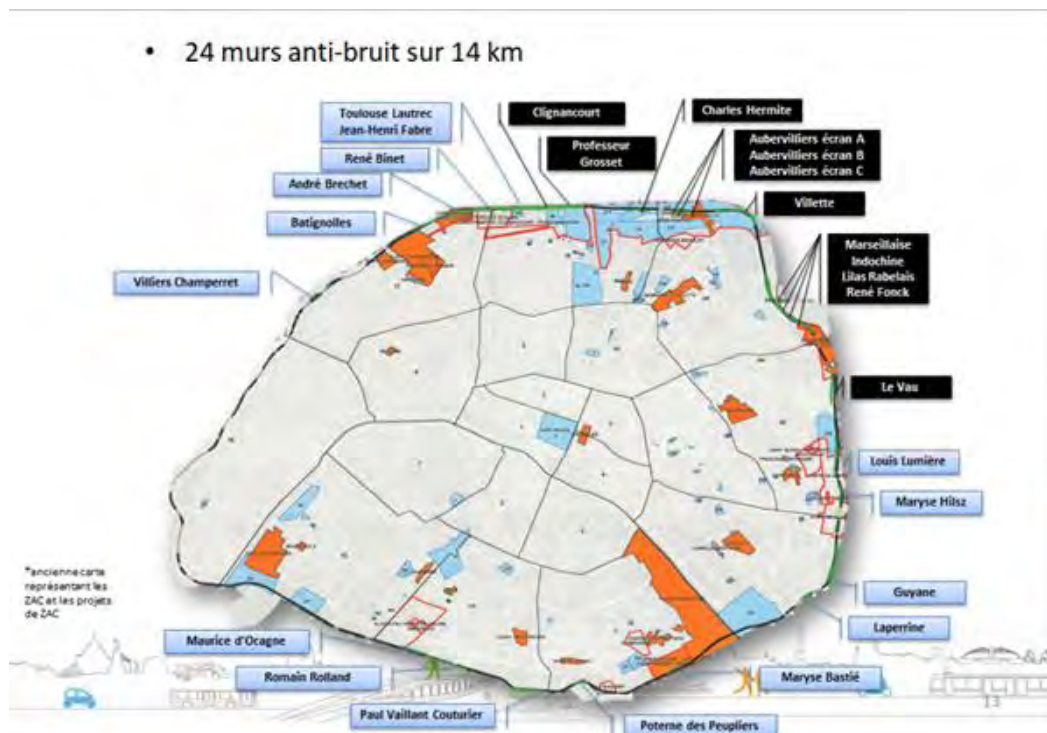 • 24 murs anti-bruit sur 14 km
Toulouse Lautrec
Jean-Henri Fabre
Clignancourt
Charles Hermite
Professeur
Grosset
Aubervilliers écran A
Aubervilliers écran B
Aubervilliers écran C
René Binet
André Brechet
Villette
Batignolles
Marseillaise
Indochine
Lilas Rabelais
René Fonck
Villiers Champerret
Le Vau
Louis Lumière
Maryse Hilsz
*ancienne carte
représentant les
ZAC et les projets
de ZAC
Guyane
Laperrine
Maurice d'Ocagne
Romain Rolland
Maryse Bastié
Paul Vaillant Couturier
Poterne des Peupliers
13